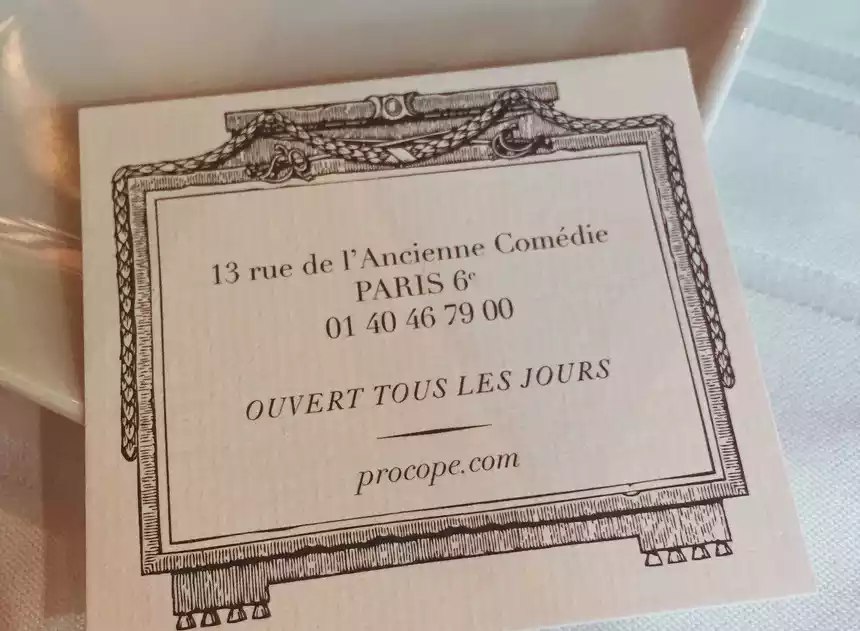 13 rue de l'Ancienne Comédie
PARIS 6e
01 40 46 79 00
OUVERT TOUS LES JOURS
procope.com